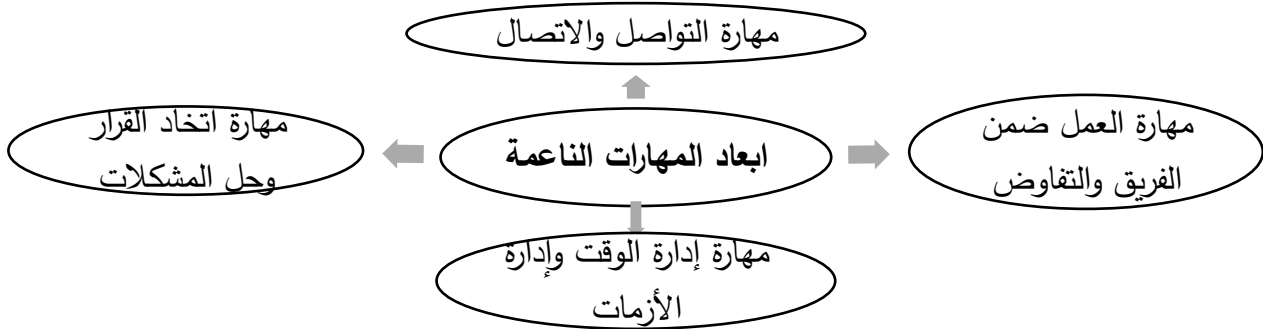 مهارة التواصل والاتصال
مهارة العمل ضمن
الفريق والتفاوض
ابعاد المهارات الناعمة
مهارة اتخاد القرار
وحل المشكلات
مهارة إدارة الوقت وإدارة
الأزمات